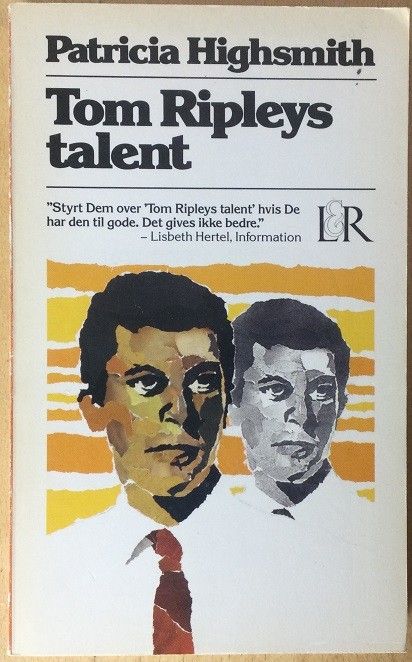 Patricia Highsmith
Tom Ripleys
talent
”Styrt Dem over ’Tom Ripleys talent’ hvis De
har den til gode. Det gives ikke bedre.”
– Lisbeth Hertel, Information
L&R